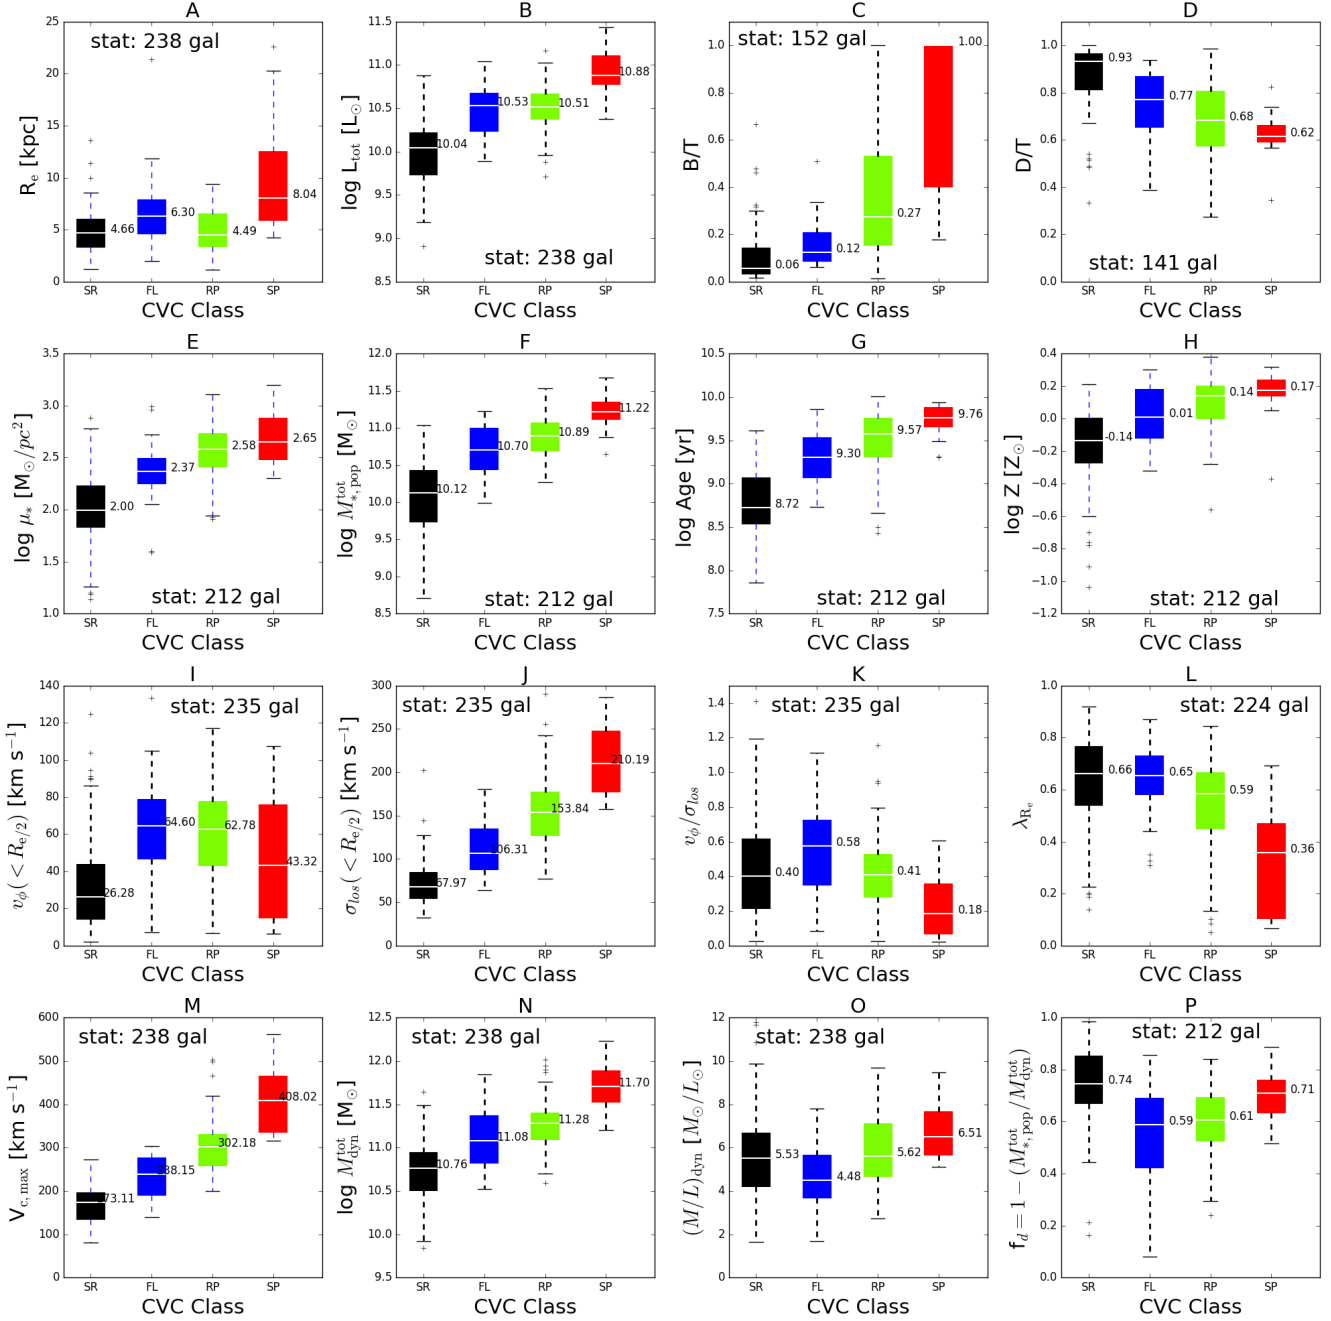 A
stat: 238 gal
R_e [kpc]
25
20
15
10
5
0
4.66
6.30
4.49
8.04
SR FL RP SP
CVC Class
B
log L_tot [L_⊙]
11.5
11.0
10.5
10.0
9.5
9.0
8.5
10.04
10.53
10.51
10.88
stat: 238 gal
SR FL RP SP
CVC Class
C
stat: 152 gal
B/T
1.0
0.8
0.6
0.4
0.2
0.0
0.06
0.12
0.27
1.00
SR FL RP SP
CVC Class
D
D/T
1.0
0.8
0.6
0.4
0.2
0.0
0.93
0.77
0.68
0.62
stat: 141 gal
SR FL RP SP
CVC Class
E
log μ_* [M_⊙/pc^2]
3.5
3.0
2.5
2.0
1.5
1.0
2.00
2.37
2.58
2.65
stat: 212 gal
SR FL RP SP
CVC Class
F
log M_{*,pop}^{tot} [M_⊙]
12.0
11.5
11.0
10.5
10.0
9.5
9.0
8.5
10.12
10.70
10.89
11.22
stat: 212 gal
SR FL RP SP
CVC Class
G
log Age [yr]
10.5
10.0
9.5
9.0
8.5
8.0
7.5
8.72
9.30
9.57
9.76
stat: 212 gal
SR FL RP SP
CVC Class
H
log Z [Z_⊙]
0.4
0.2
0.0
−0.2
−0.4
−0.6
−0.8
−1.0
−1.2
-0.14
0.01
0.14
0.17
stat: 212 gal
SR FL RP SP
CVC Class
I
stat: 235 gal
v_φ(< R_{e/2}) [km s^{−1}]
140
120
100
80
60
40
20
0
26.28
64.60
62.78
43.32
SR FL RP SP
CVC Class
J
stat: 235 gal
σ_{los}(< R_{e/2}) [km s^{−1}]
300
250
200
150
100
50
0
67.97
106.31
153.84
210.19
SR FL RP SP
CVC Class
K
stat: 235 gal
v_φ/σ_{los}
1.4
1.2
1.0
0.8
0.6
0.4
0.2
0.0
0.40
0.58
0.41
0.18
SR FL RP SP
CVC Class
L
stat: 224 gal
λ_{R_e}
1.0
0.8
0.6
0.4
0.2
0.0
0.66
0.65
0.59
0.36
SR FL RP SP
CVC Class
M
stat: 238 gal
V_{c,max} [km s^{−1}]
600
500
400
300
200
100
0
173.11
238.15
302.18
408.02
SR FL RP SP
CVC Class
N
stat: 238 gal
log M_{dyn}^{tot} [M_⊙]
12.5
12.0
11.5
11.0
10.5
10.0
9.5
10.76
11.08
11.28
11.70
SR FL RP SP
CVC Class
O
stat: 238 gal
(M/L)_{dyn} [M_⊙/L_⊙]
12
10
8
6
4
2
0
5.53
4.48
5.62
6.51
SR FL RP SP
CVC Class
P
stat: 212 gal
f_d = 1 − (M_{*,pop}^{tot}/M_{dyn}^{tot})
1.0
0.8
0.6
0.4
0.2
0.0
0.74
0.59
0.61
0.71
SR FL RP SP
CVC Class